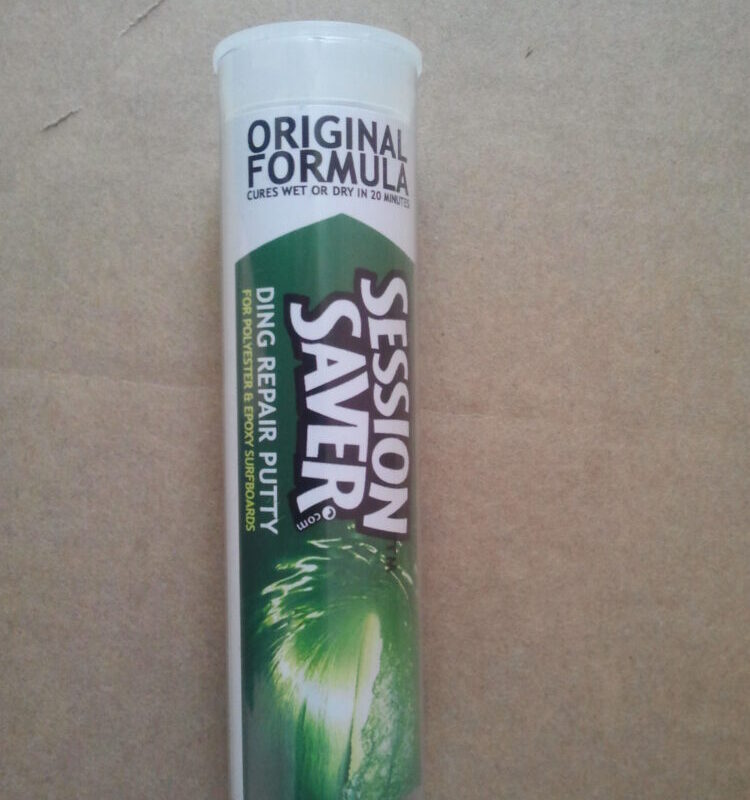 ORIGINAL
FORMULA
CURES WET OR DRY IN 20 MINUTES
SESSION
SAVER
.com
TM
DING REPAIR PUTTY
FOR POLYESTER & EPOXY SURFBOARDS